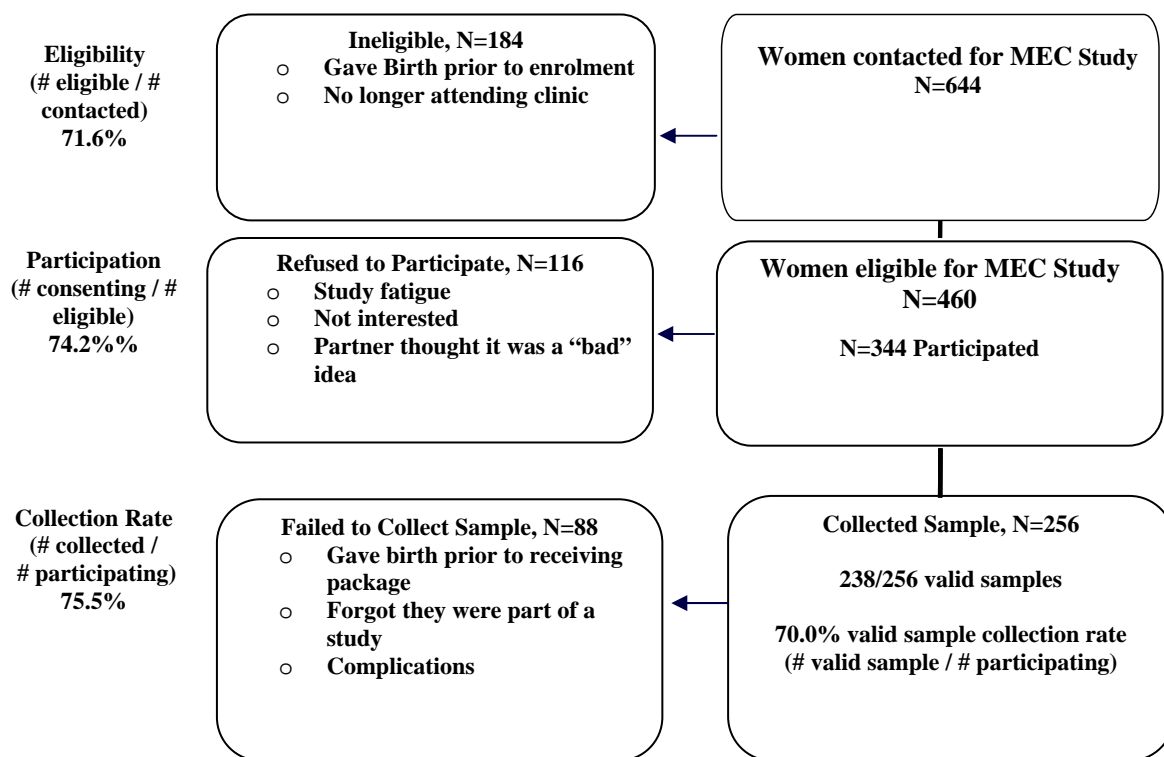 Eligibility
(# eligible / #
contacted)
71.6%
Ineligible, N=184
o Gave Birth prior to enrolment
o No longer attending clinic
Women contacted for MEC Study
N=644
Participation
(# consenting / #
eligible)
74.2%%
Refused to Participate, N=116
o Study fatigue
o Not interested
o Partner thought it was a “bad”
idea
Women eligible for MEC Study
N=460
N=344 Participated
Collection Rate
(# collected /
# participating)
75.5%
Failed to Collect Sample, N=88
o Gave birth prior to receiving
package
o Forgot they were part of a
study
o Complications
Collected Sample, N=256
238/256 valid samples
70.0% valid sample collection rate
(# valid sample / # participating)